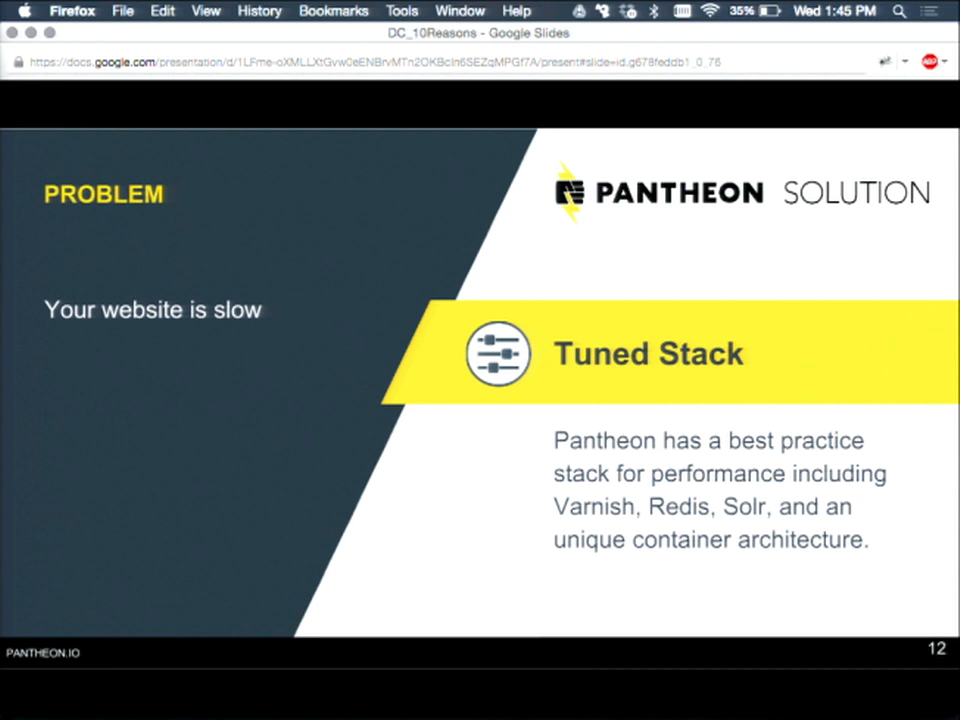 Firefox File Edit View History Bookmarks Tools Window Help 35% Wed 1:45 PM
DC_10Reasons - Google Slides
PROBLEM
PANTHEON SOLUTION
Your website is slow
Tuned Stack
Pantheon has a best practice
stack for performance including
Varnish, Redis, Solr, and an
unique container architecture.
PANTHEON.IO
12